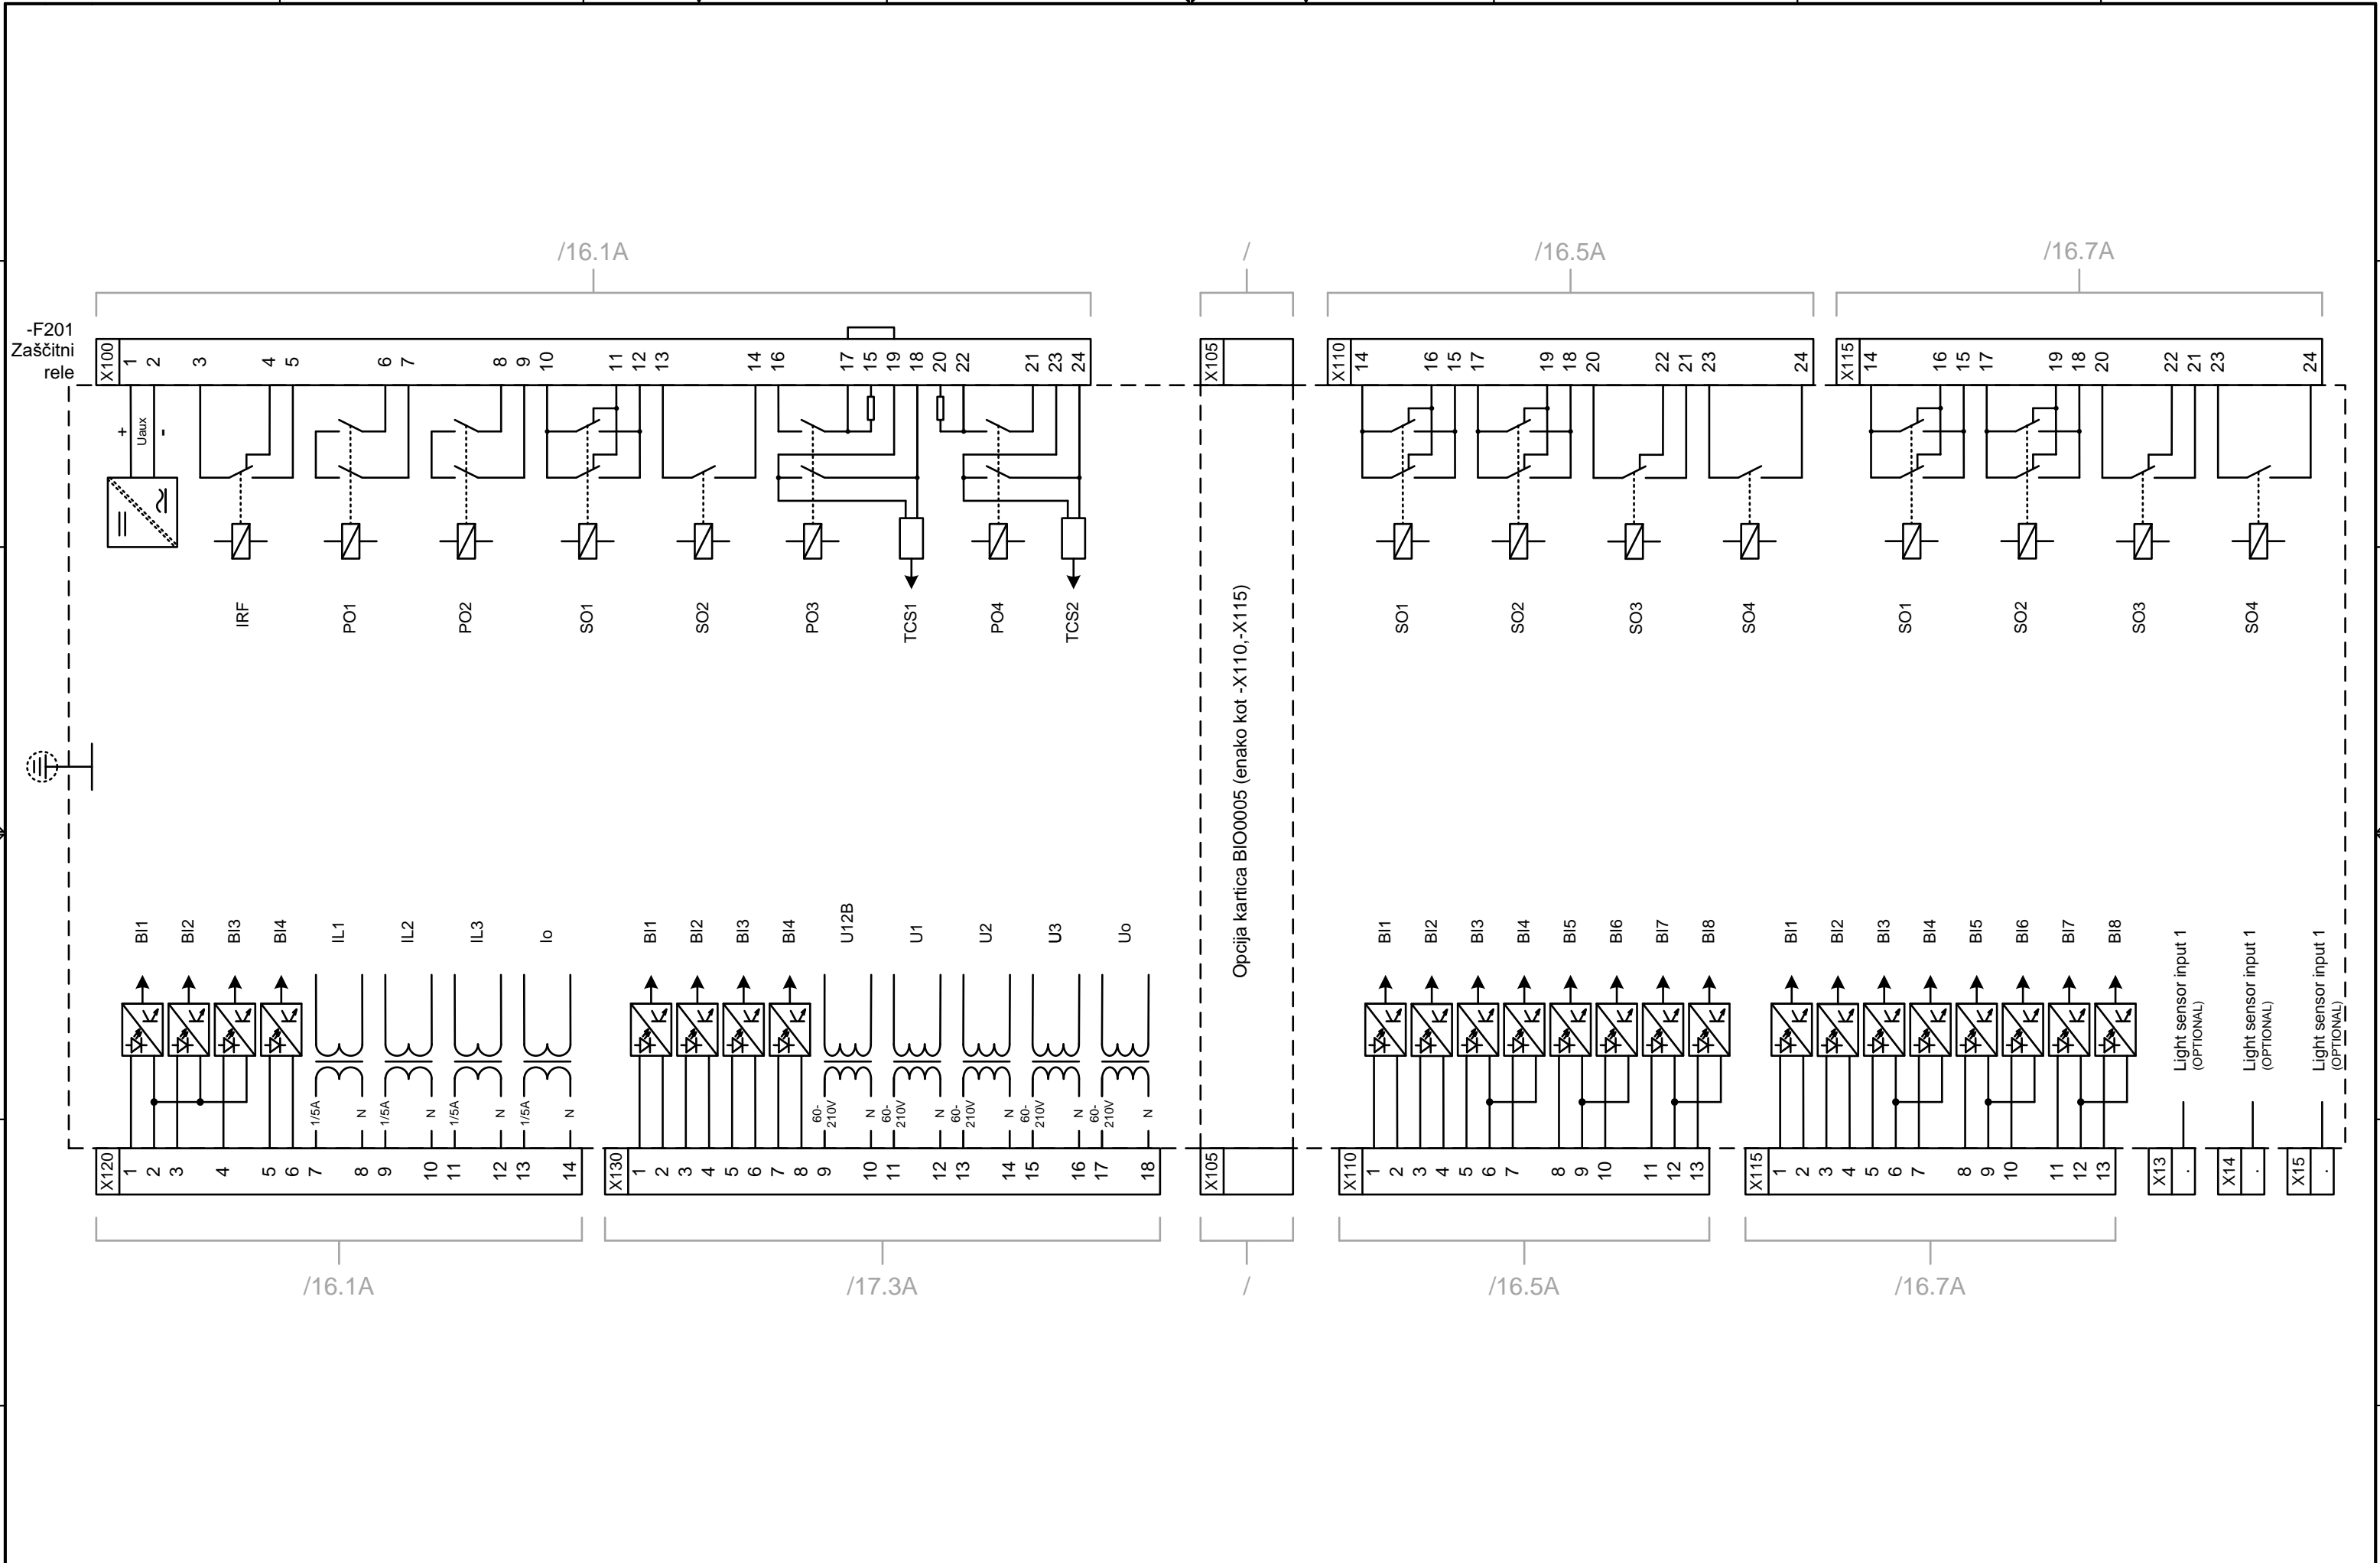 /16.1A
/
/16.5A
/16.7A
-F201
Zaščitni
rele
X100 1 2 3 4 5 6 7 8 9 10 11 12 13 14 16 17 15 19 18 20 22 21 23 24
X105
X110 14 16 15 17 19 18 20 22 21 23 24
X115 14 16 15 17 19 18 20 22 21 23 24
+ Uaux -
IRF PO1 PO2 SO1 SO2 PO3 TCS1 PO4 TCS2
SO1 SO2 SO3 SO4
SO1 SO2 SO3 SO4
Opcija kartica BIO0005 (enako kot -X110,-X115)
BI1 BI2 BI3 BI4 IL1 IL2 IL3 Io
BI1 BI2 BI3 BI4 U12B U1 U2 U3 Uo
BI1 BI2 BI3 BI4 BI5 BI6 BI7 BI8
BI1 BI2 BI3 BI4 BI5 BI6 BI7 BI8
Light sensor input 1
(OPTIONAL)
Light sensor input 1
(OPTIONAL)
Light sensor input 1
(OPTIONAL)
1/5A N 1/5A N 1/5A N 1/5A N
60-
210V
N
60-
210V
N
60-
210V
N
60-
210V
N
60-
210V
N
X120 1 2 3 4 5 6 7 8 9 10 11 12 13 14
X130 1 2 3 4 5 6 7 8 9 10 11 12 13 14 15 16 17 18
X105
X110 1 2 3 4 5 6 7 8 9 10 11 12 13
X115 1 2 3 4 5 6 7 8 9 10 11 12 13
X13 .
X14 .
X15 .
/16.1A
/17.3A
/
/16.5A
/16.7A